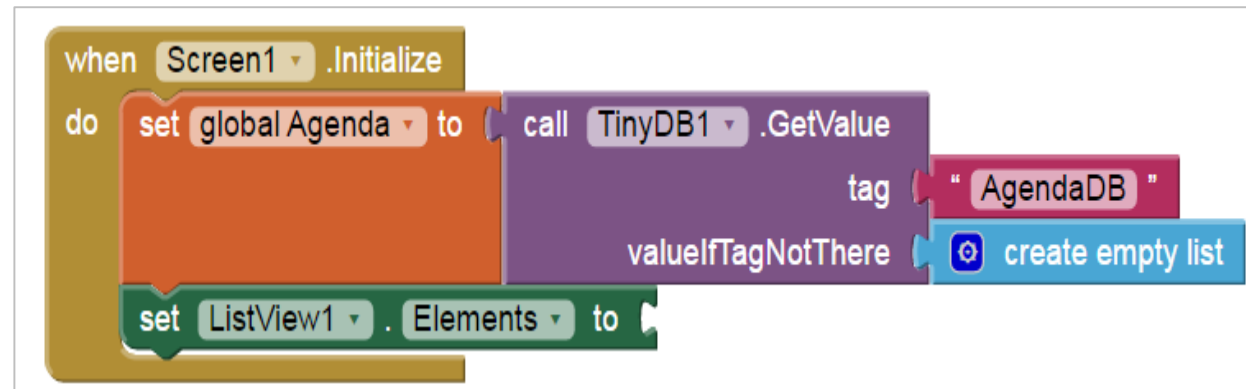 when Screen1 .Initialize
do set global Agenda to call TinyDB1 .GetValue
tag " AgendaDB "
valueIfTagNotThere create empty list
set ListView1 . Elements to